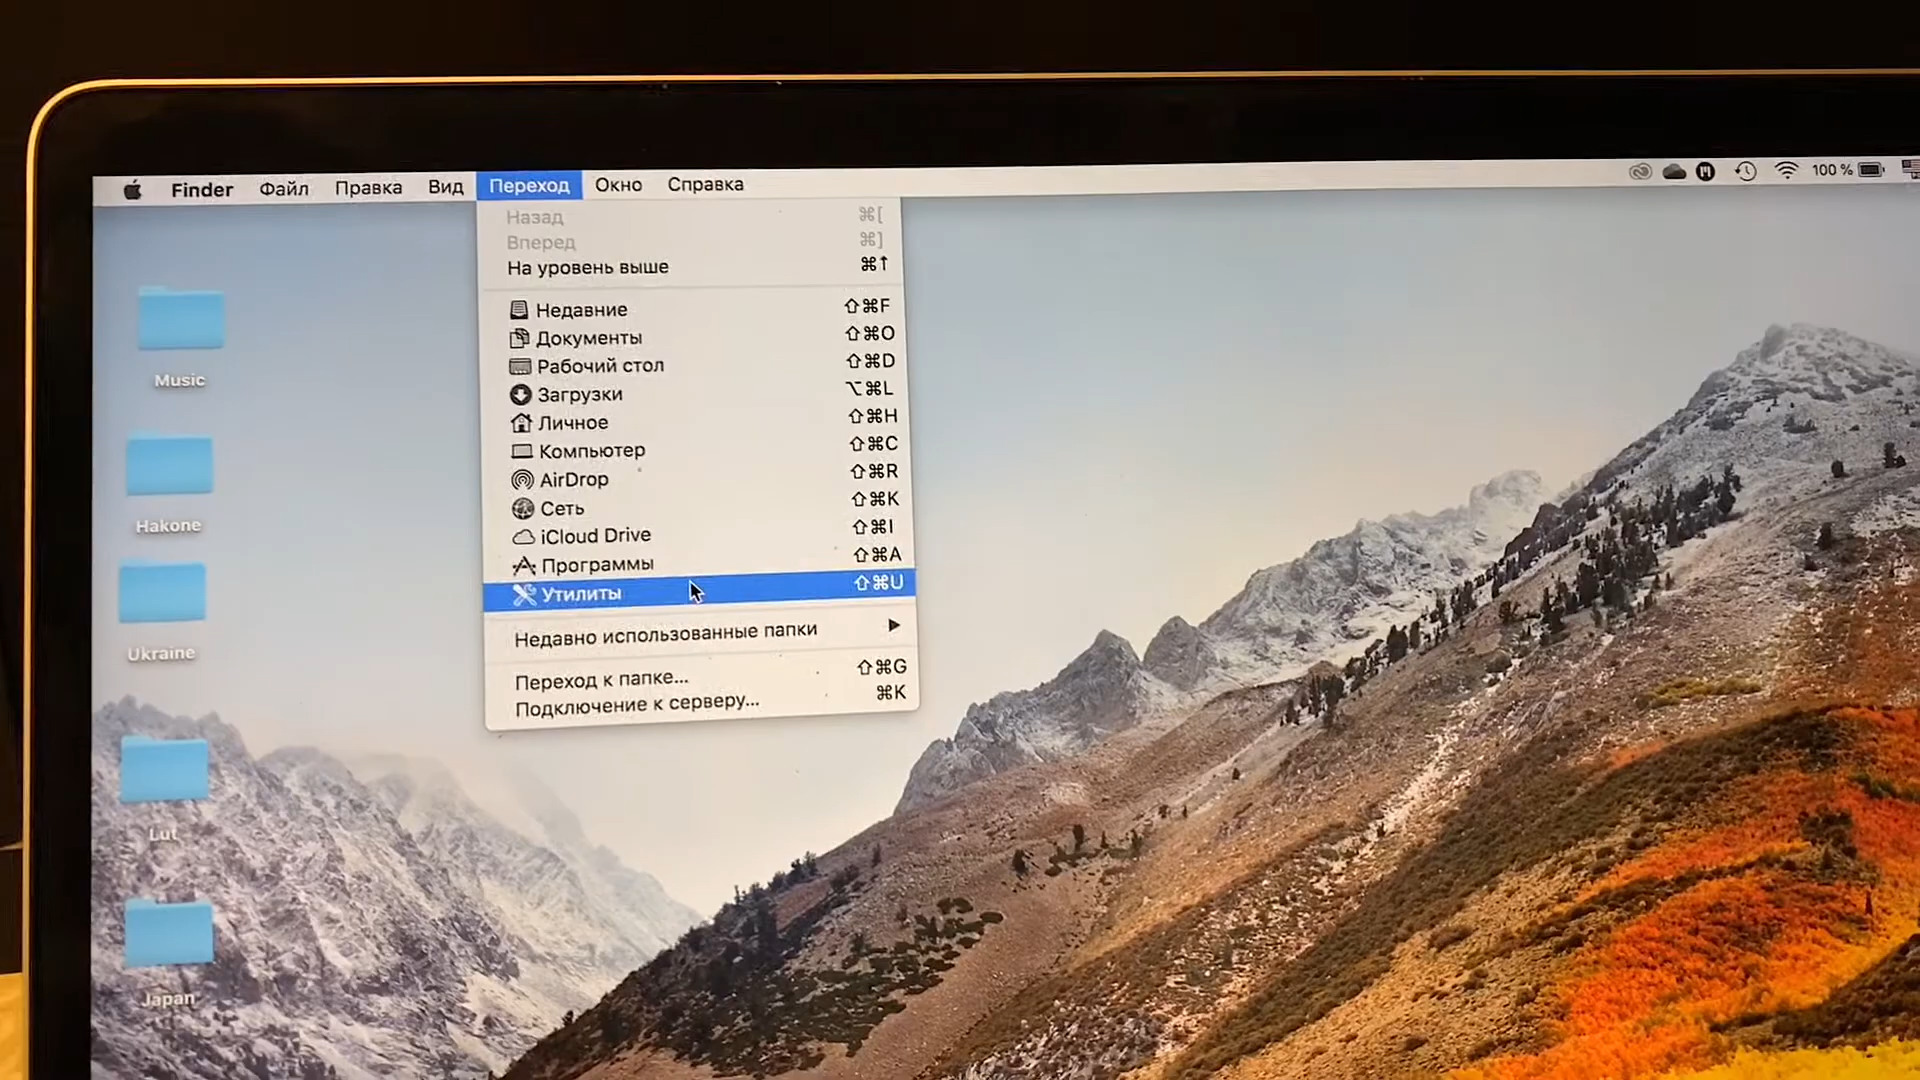 Finder Файл Правка Вид Переход Окно Справка 100 %
Назад ⌘[
Вперед ⌘]
На уровень выше ⌘↑
Недавние ⇧⌘F
Документы ⇧⌘O
Рабочий стол ⇧⌘D
Загрузки ⌥⌘L
Личное ⇧⌘H
Компьютер ⇧⌘C
AirDrop ⇧⌘R
Сеть ⇧⌘K
iCloud Drive ⇧⌘I
Программы ⇧⌘A
Утилиты ⇧⌘U
Недавно использованные папки ▶
Переход к папке... ⇧⌘G
Подключение к серверу... ⌘K
Music
Hakone
Ukraine
Lut
Japan